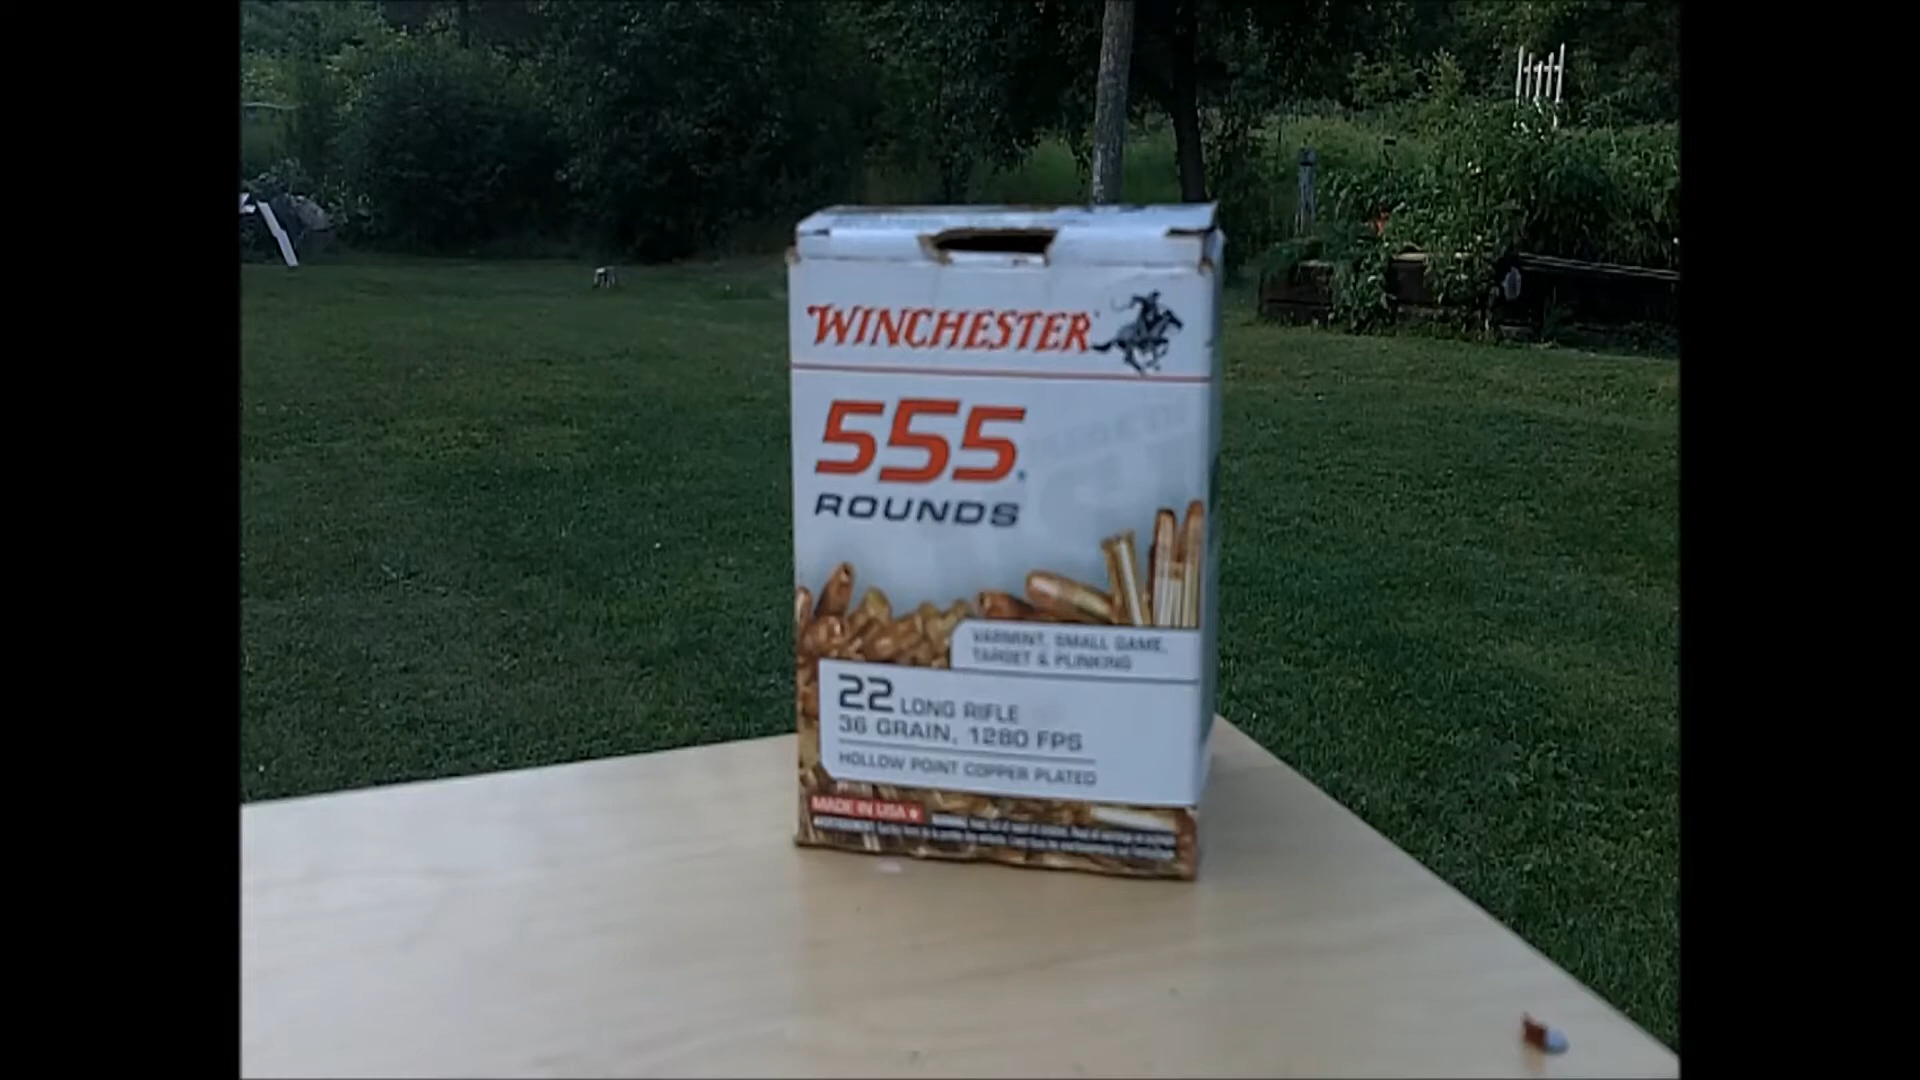 WINCHESTER
555
ROUNDS
VARMINT, SMALL GAME,
TARGET & PLINKING
22 LONG RIFLE
36 GRAIN, 1280 FPS
HOLLOW POINT COPPER PLATED
MADE IN USA